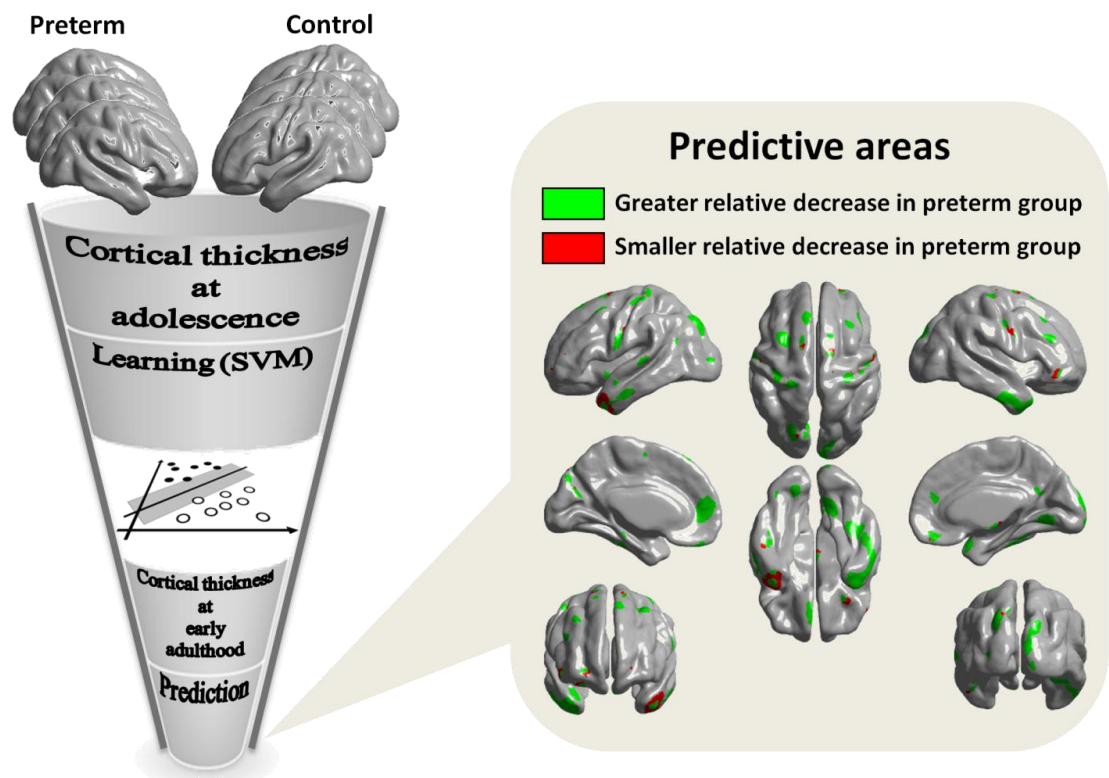 Preterm
Control
Cortical thickness
at
adolescence
Learning (SVM)
Cortical thickness
at
early
adulthood
Prediction
Predictive areas
Greater relative decrease in preterm group
Smaller relative decrease in preterm group